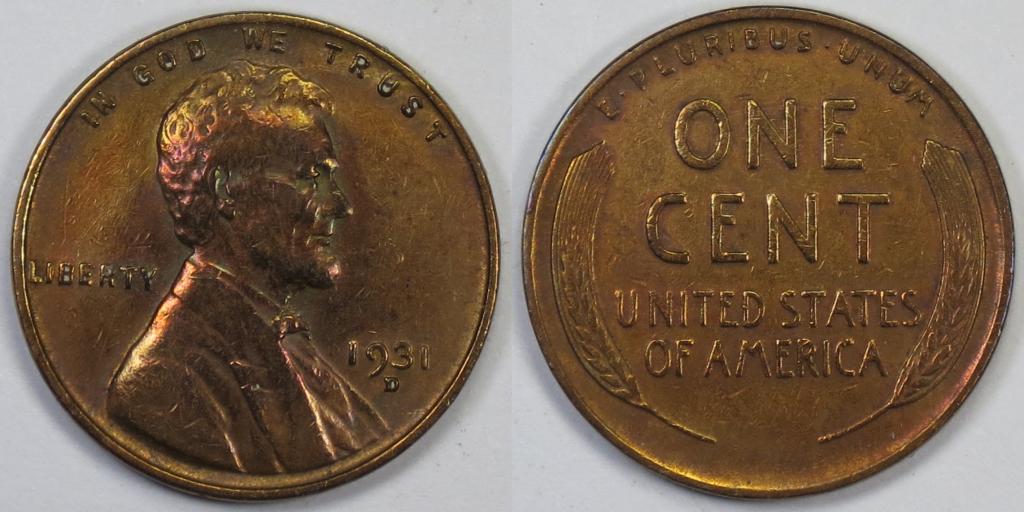 IN GOD WE TRUST
LIBERTY
1931
D
E·PLURIBUS·UNUM
ONE
CENT
UNITED STATES
OF AMERICA